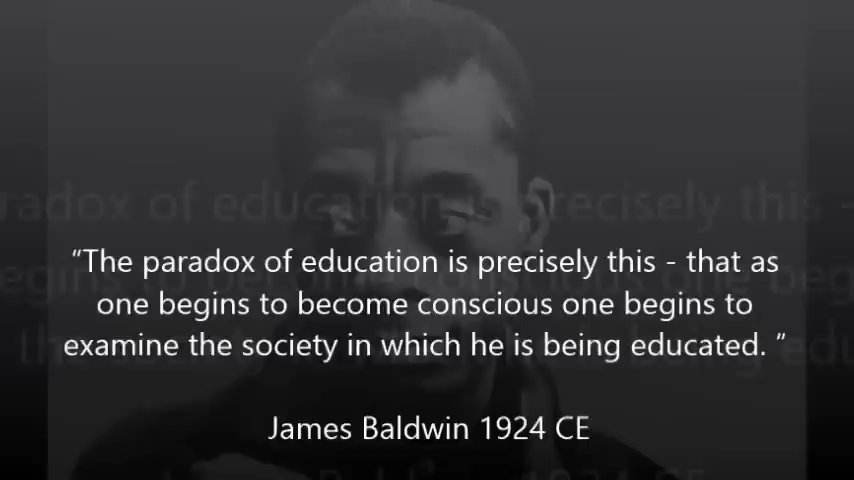 “The paradox of education is precisely this - that as
one begins to become conscious one begins to
examine the society in which he is being educated. ”
James Baldwin 1924 CE